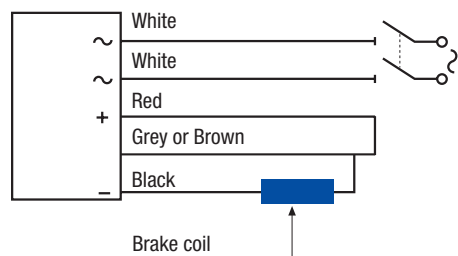 White
~
White
~
Red
+
Grey or Brown
Black
–
~
Brake coil